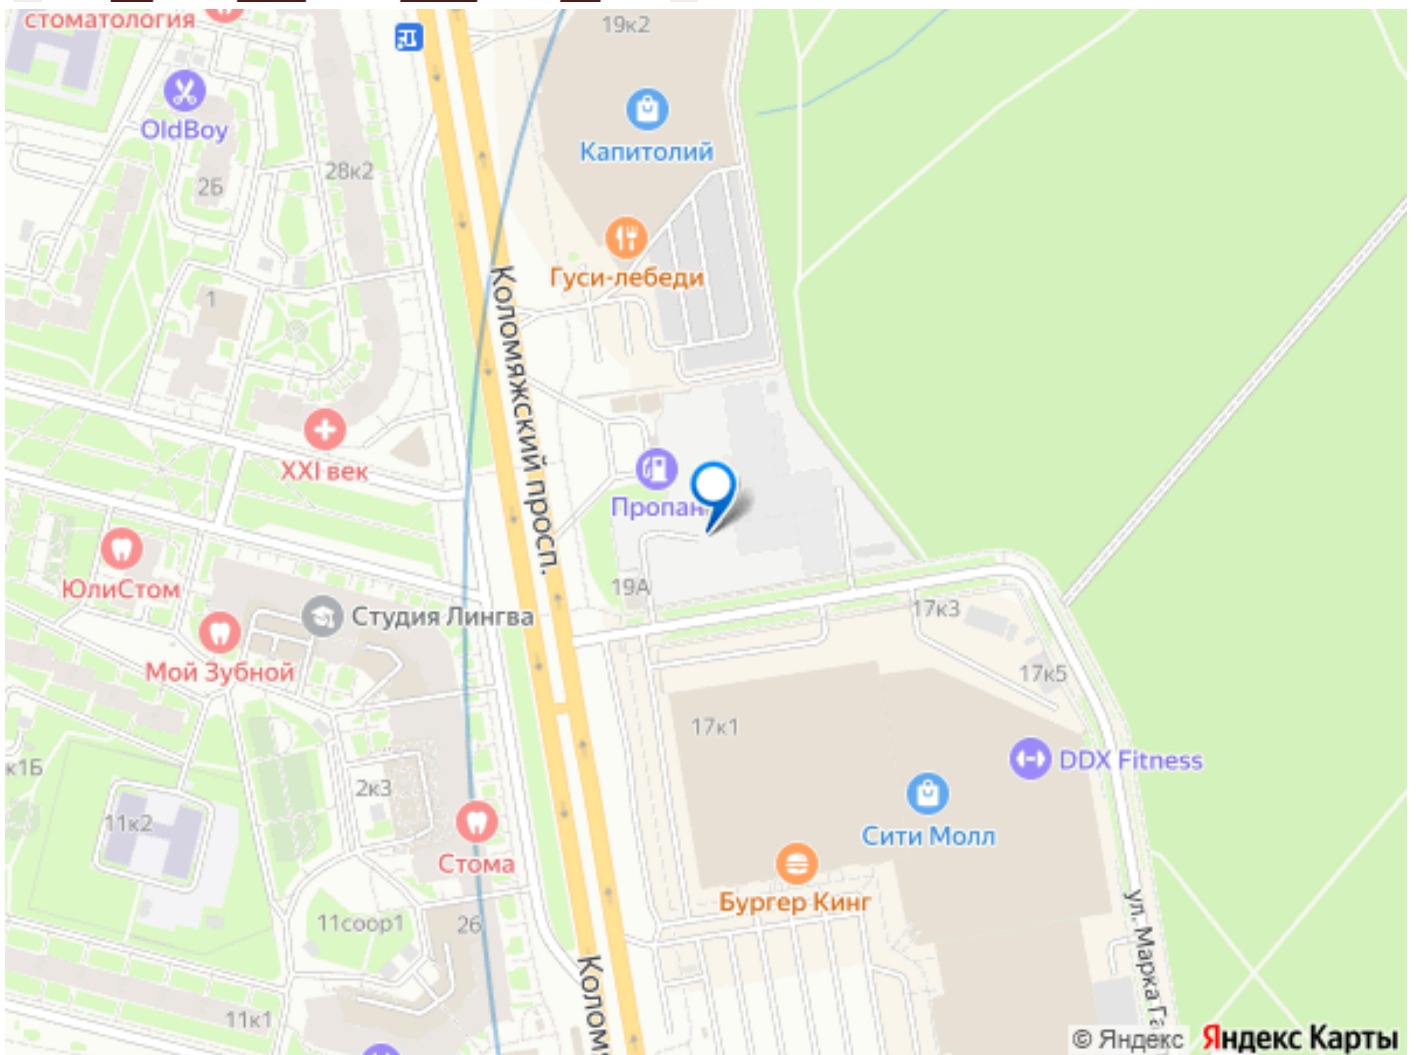 стоматология
19к2
OldBoy
Капитолий
28к2
2Б
Гуси-лебеди
1
Коломяжский просп.
XXI век
Пропан
ЮлиСтом
19А
17к3
Студия Лингва
Мой Зубной
17к5
17к1
DDX Fitness
к1Б
2к3
11к2
Сити Молл
Стома
Бургер Кинг
11соор1
26
ул. Марка Га
Колом
11к1
© Яндекс Яндекс Карты